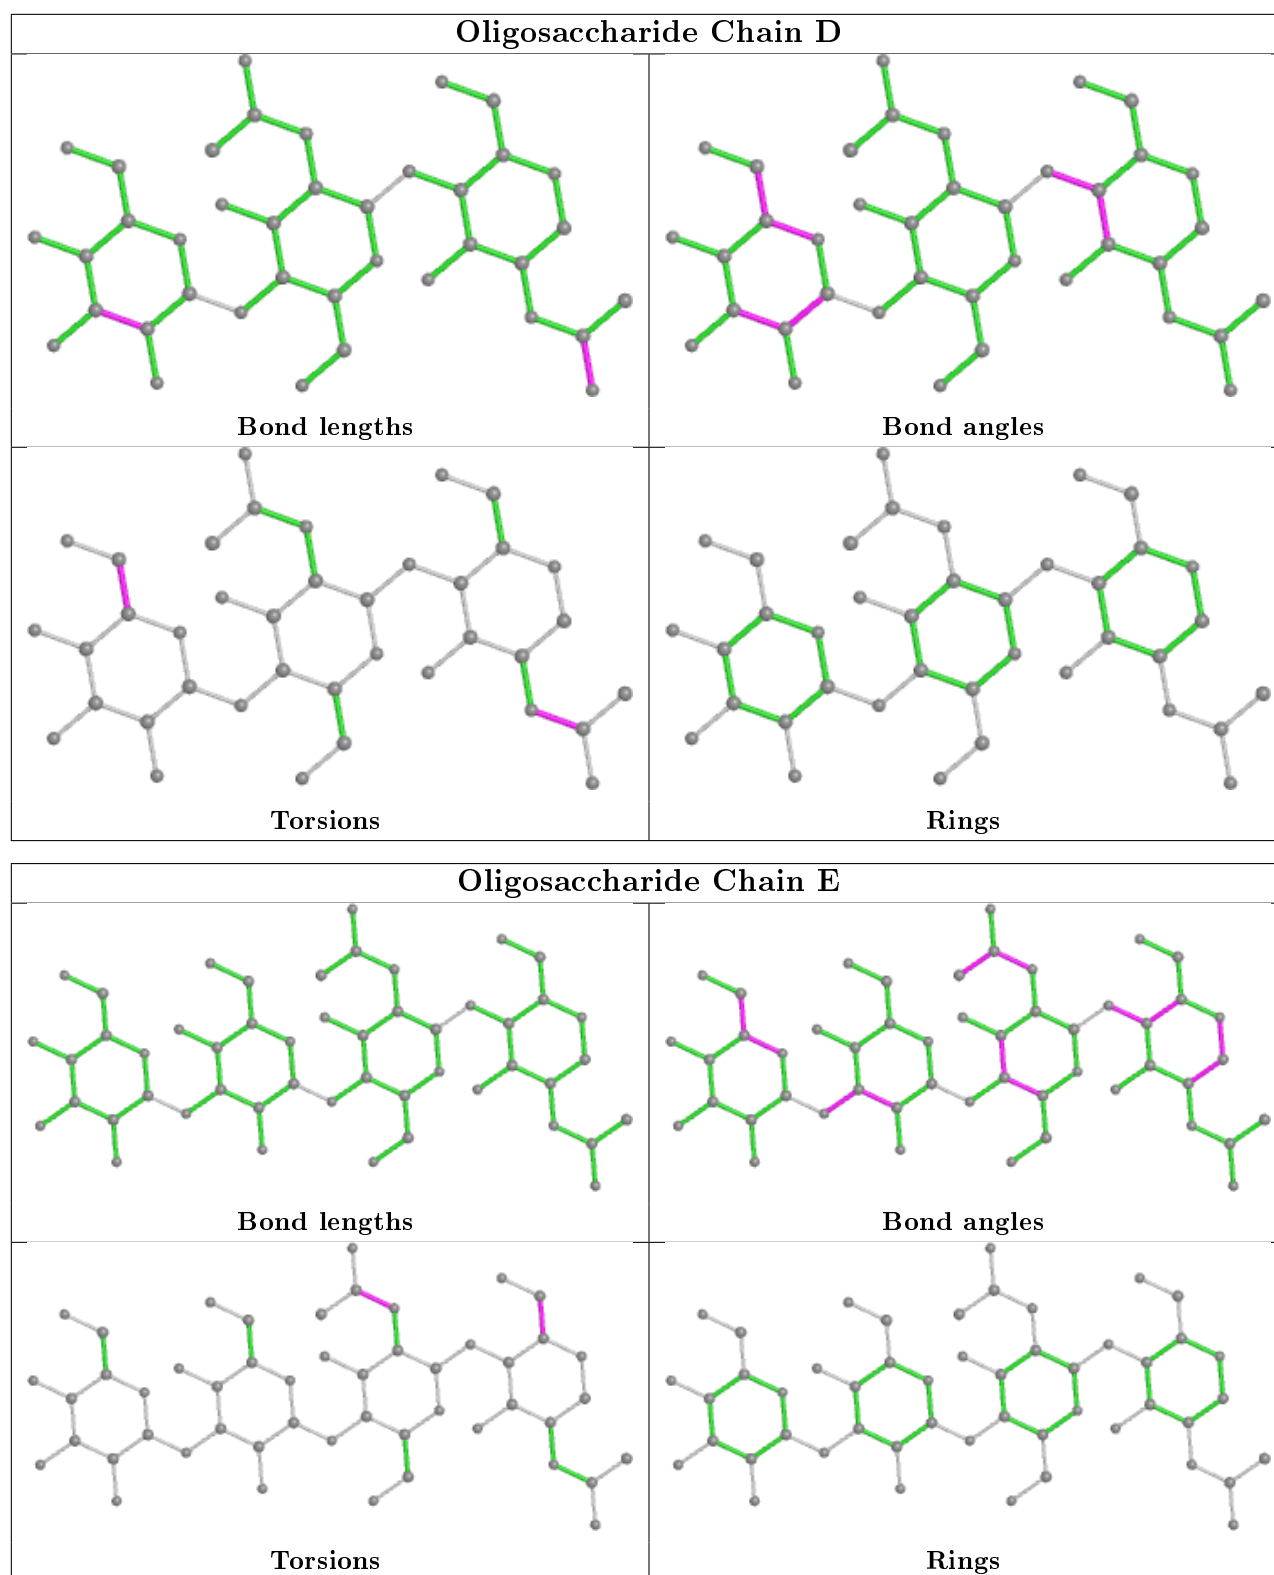 Oligosaccharide Chain D
Bond lengths
Bond angles
Torsions
Rings
Oligosaccharide Chain E
Bond lengths
Bond angles
Torsions
Rings